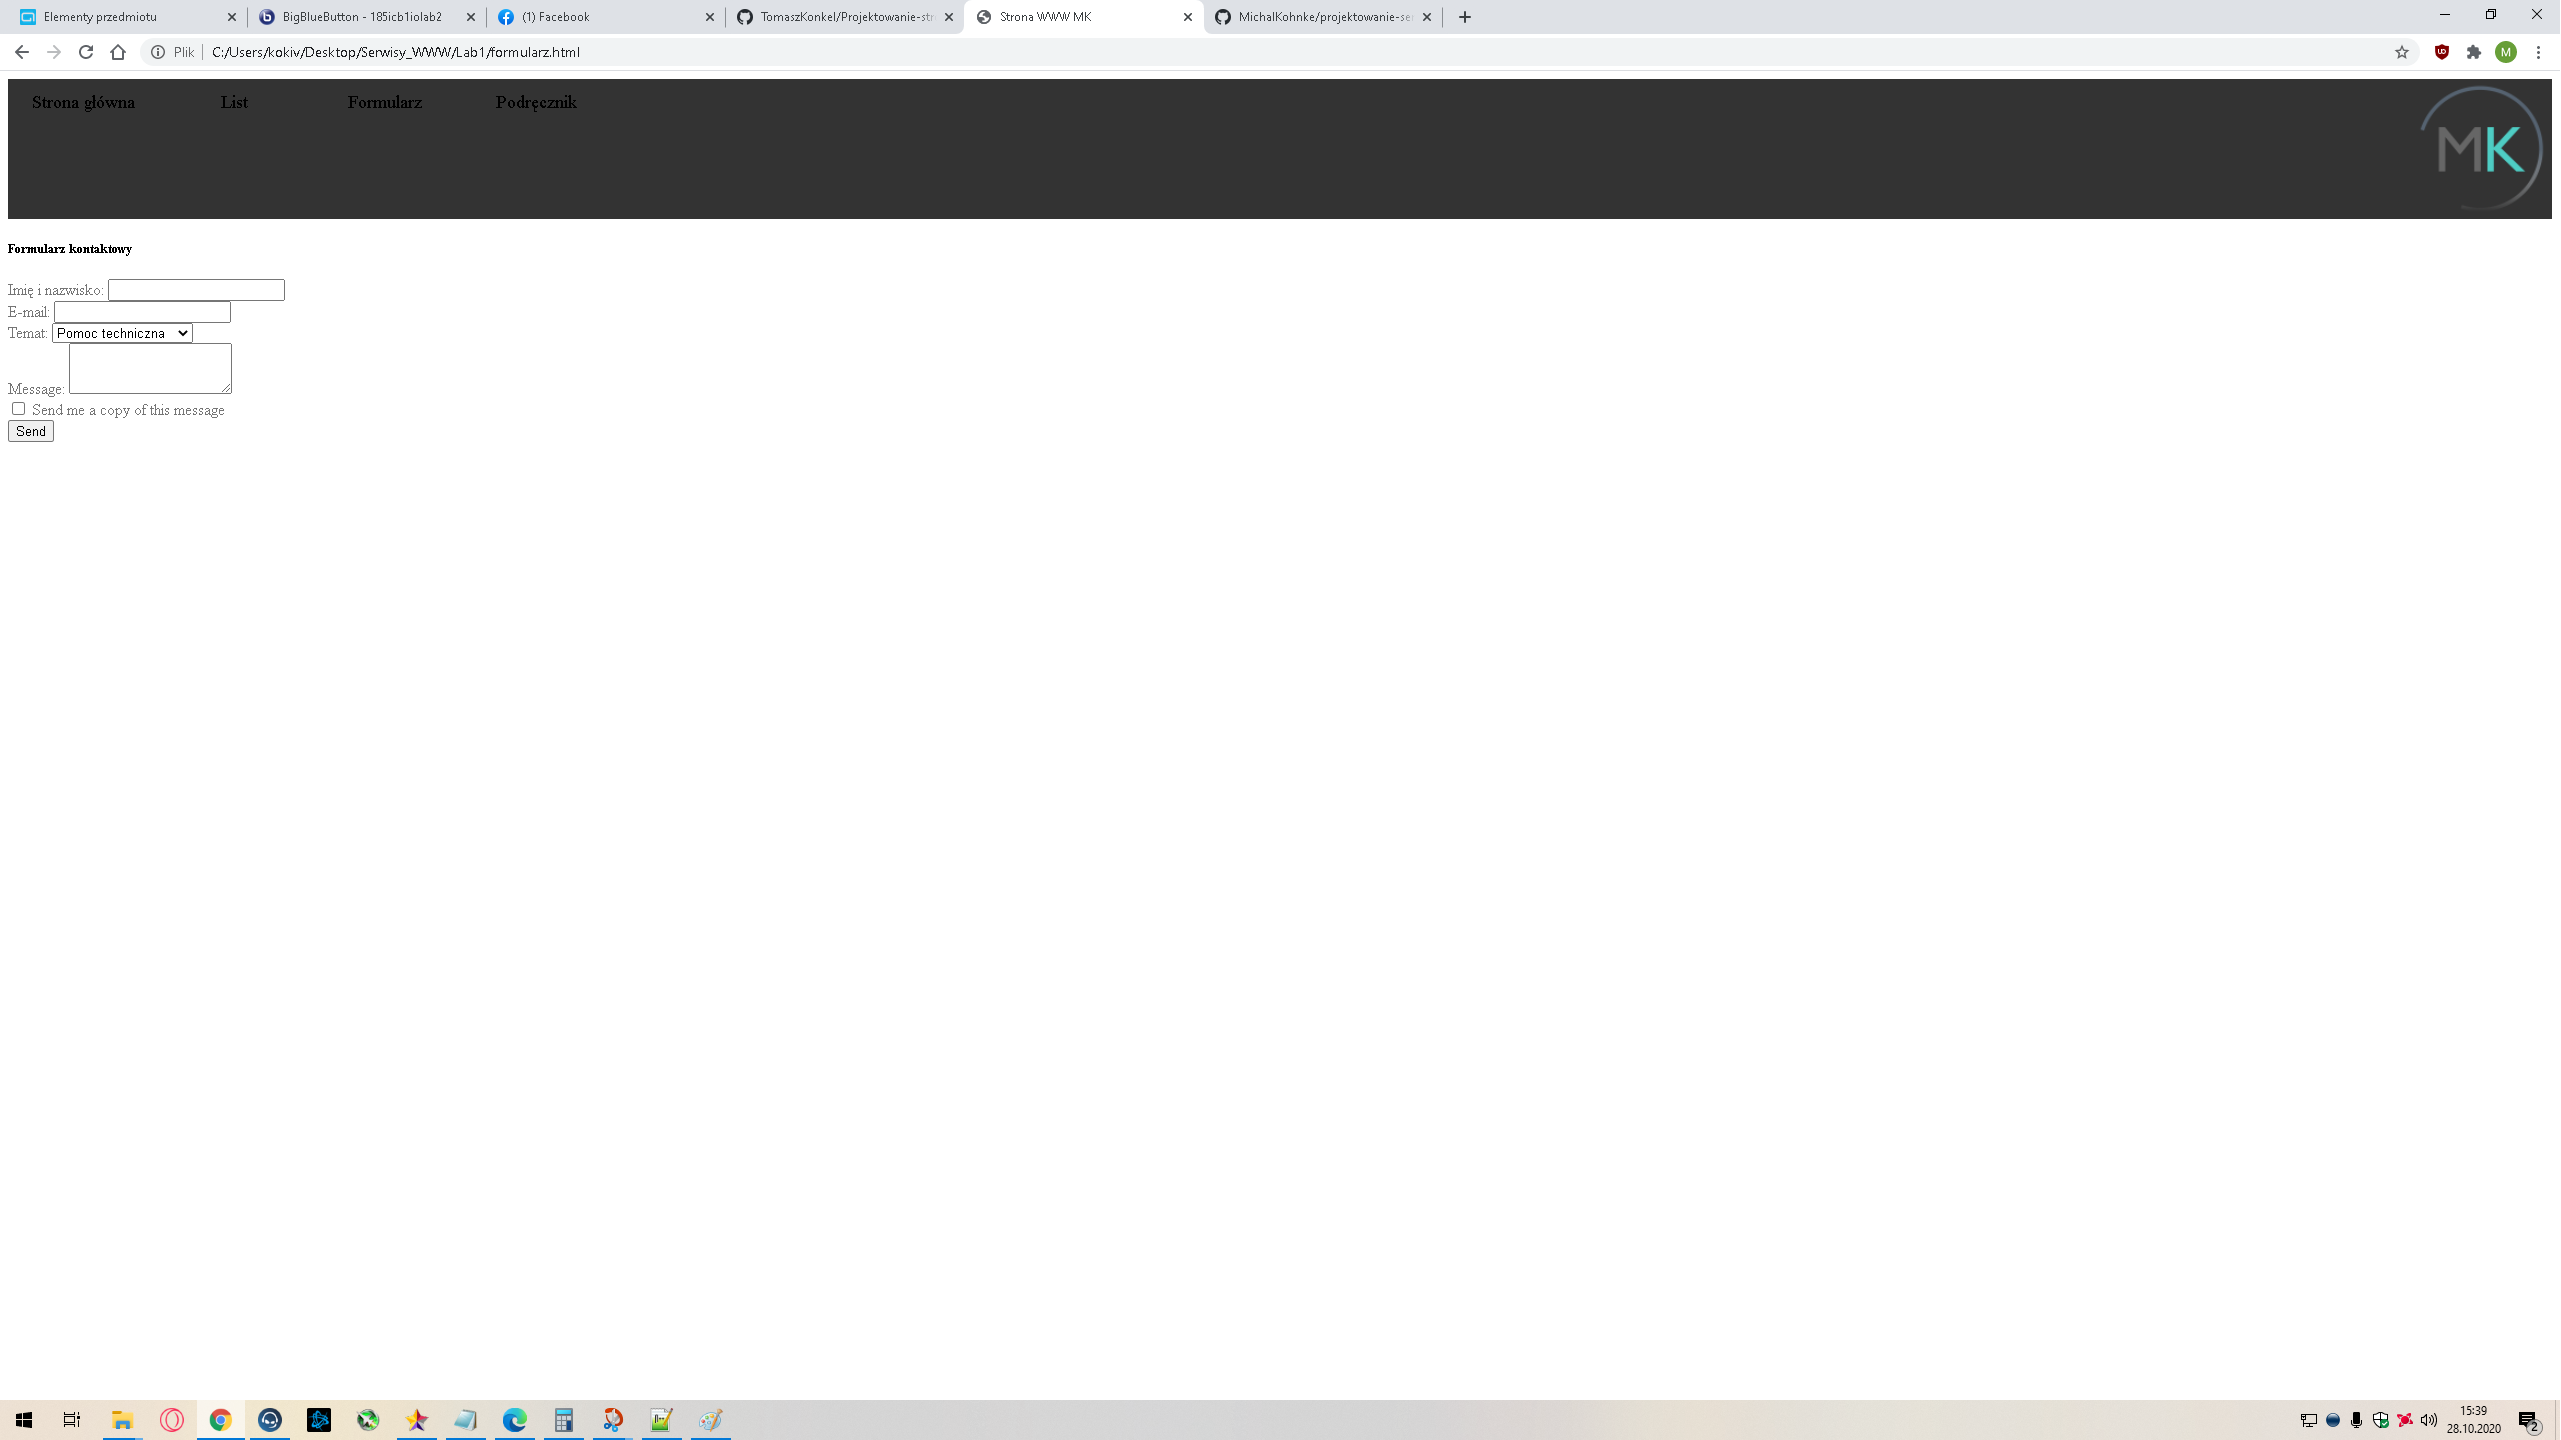 Elementy przedmiotu
BigBlueButton - 185icb1iolab2
(1) Facebook
TomaszKonkel/Projektowanie-str
Strona WWW MK
MichalKohnke/projektowanie-se
Plik
C:/Users/kokiv/Desktop/Serwisy_WWW/Lab1/formularz.html
M
Strona główna List Formularz Podręcznik
MK
Formularz kontaktowy
Imię i nazwisko:
E-mail:
Temat: Pomoc techniczna
Message:
Send me a copy of this message
Send
15:39
28.10.2020
2